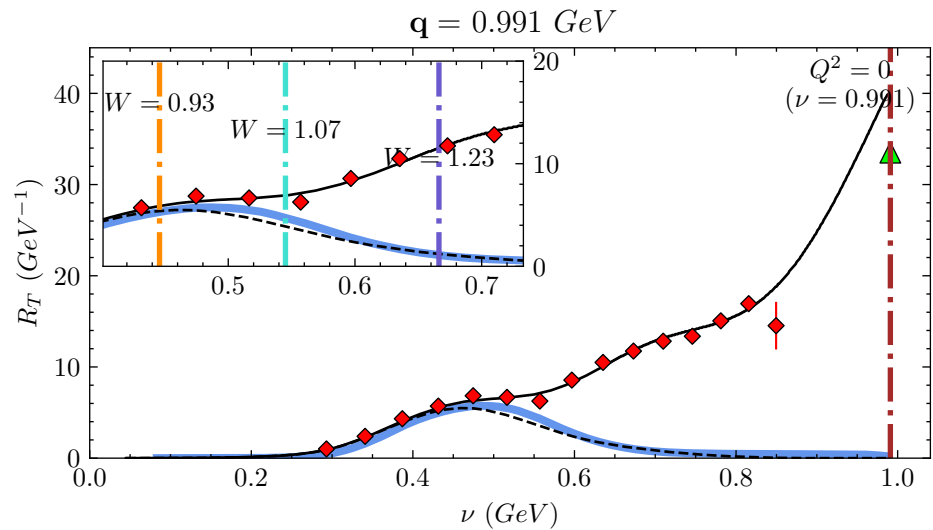 q = 0.991 GeV
R_T (GeV⁻¹)
40
30
20
10
0
Q² = 0
(ν = 0.991)
W = 0.93
W = 1.07
W = 1.23
20
10
0
0.5 0.6 0.7
0.0 0.2 0.4 0.6 0.8 1.0
ν (GeV)